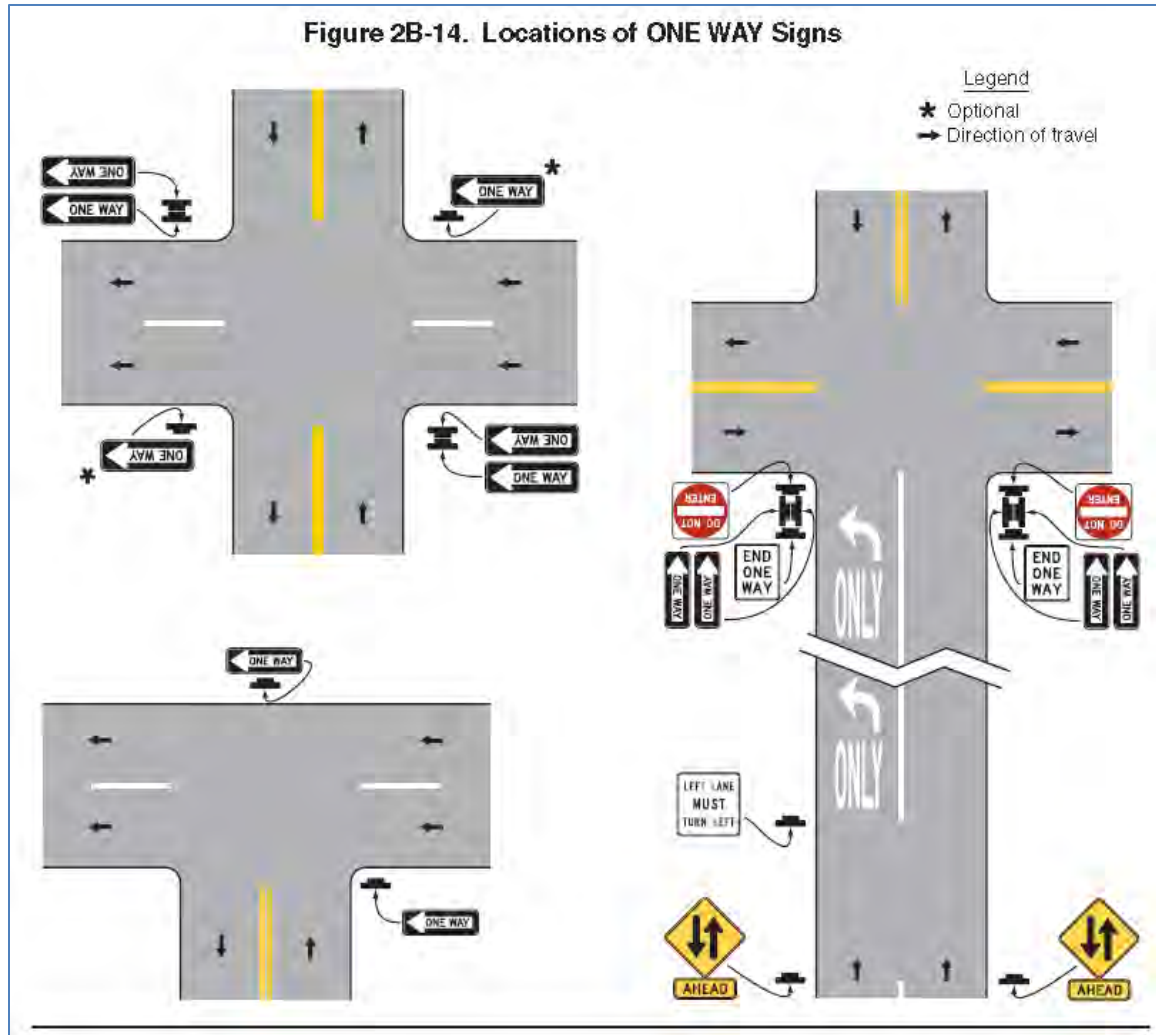 Figure 2B-14. Locations of ONE WAY Signs
Legend
* Optional
Direction of travel
ONE WAY
ONE WAY
ONE WAY
*
ONE WAY
*
ONE WAY
ONE WAY
ONE WAY
ONE WAY
DO NOT
ENTER
ONE WAY
ONE WAY
END
ONE
WAY
ONLY
DO NOT
ENTER
END
ONE
WAY
ONE WAY
ONE WAY
ONLY
LEFT LANE
MUST
TURN LEFT
AHEAD
AHEAD